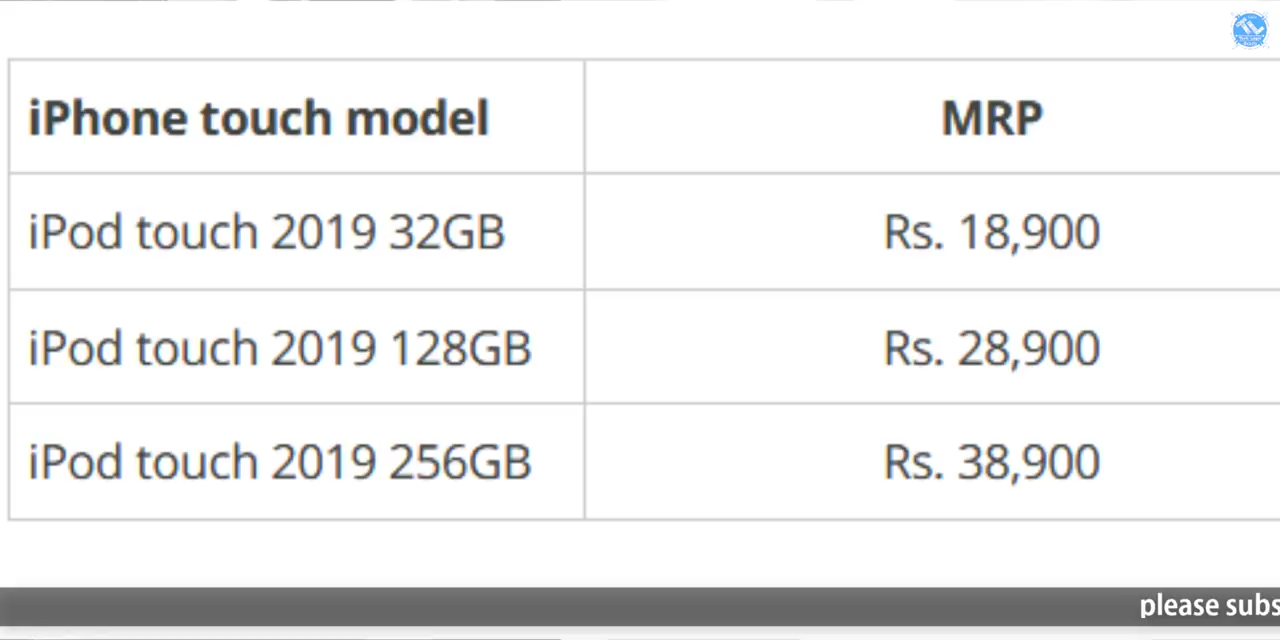 iPhone touch model MRP
iPod touch 2019 32GB Rs. 18,900
iPod touch 2019 128GB Rs. 28,900
iPod touch 2019 256GB Rs. 38,900
please subs